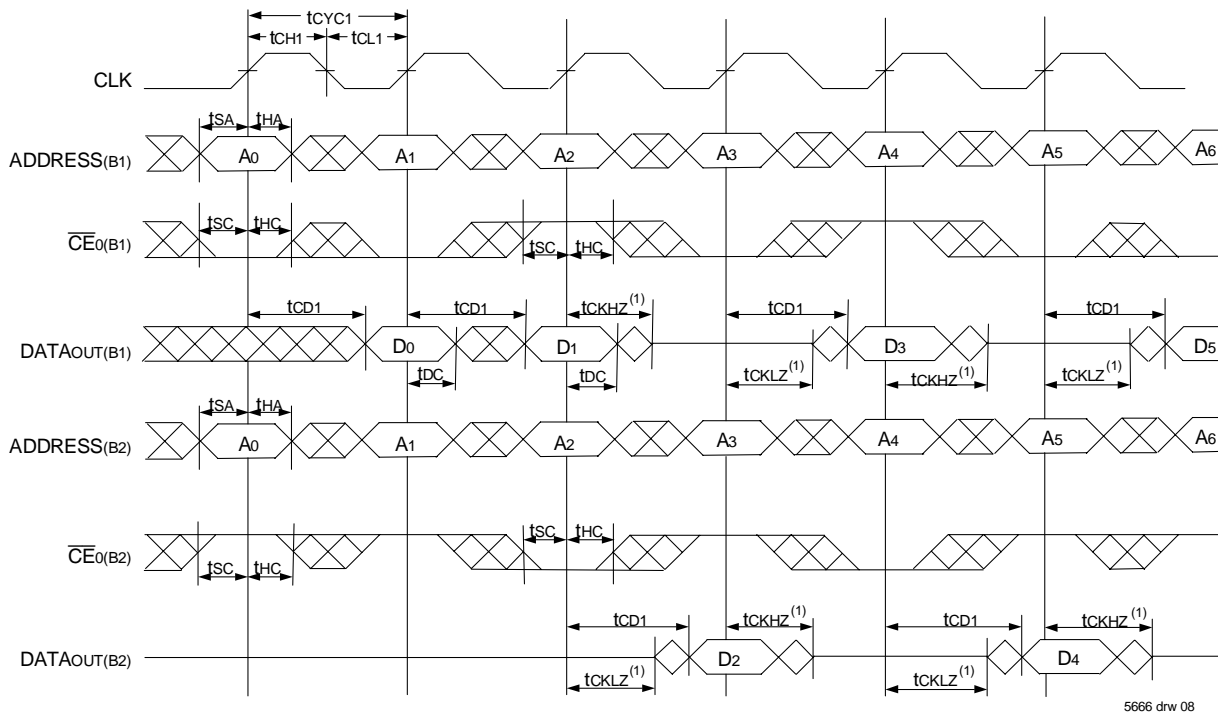 tCYC1
tCH1 tCL1
CLK
tSA tHA
ADDRESS(B1) A0 A1 A2 A3 A4 A5 A6
tSC tHC
CE0(B1) tSC tHC
tCD1 tCD1 tCKHZ(1) tCD1 tCD1
DATAOUT(B1) D0 D1 D3 D5
tDC tDC tCKLZ(1) tCKHZ(1) tCKLZ(1)
tSA tHA
ADDRESS(B2) A0 A1 A2 A3 A4 A5 A6
tSC tHC
CE0(B2)
tSC tHC
tCD1 tCKHZ(1) tCD1 tCKHZ(1)
DATAOUT(B2) D2 D4
tCKLZ(1) tCKLZ(1)
5666 drw 08